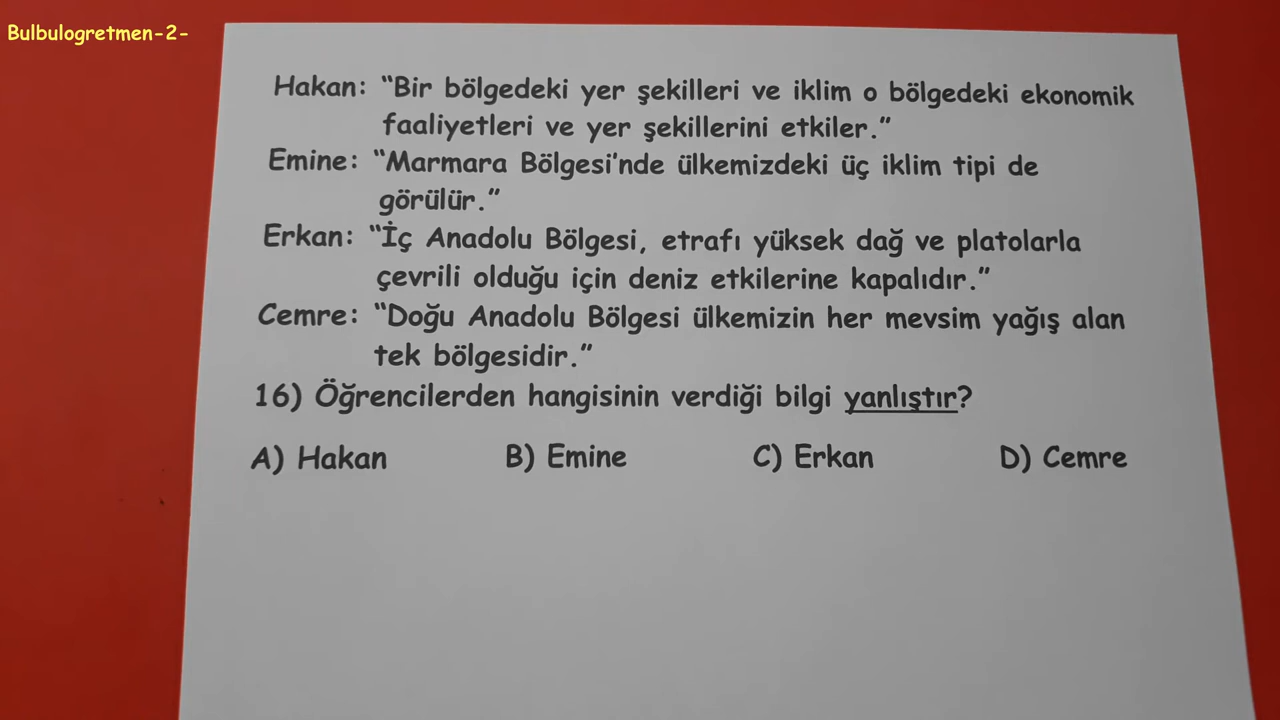 Bulbulogretmen-2-
Hakan: “Bir bölgedeki yer şekilleri ve iklim o bölgedeki ekonomik
faaliyetleri ve yer şekillerini etkiler.”
Emine: “Marmara Bölgesi’nde ülkemizdeki üç iklim tipi de
görülür.”
Erkan: “İç Anadolu Bölgesi, etrafı yüksek dağ ve platolarla
çevrili olduğu için deniz etkilerine kapalıdır.”
Cemre: “Doğu Anadolu Bölgesi ülkemizin her mevsim yağış alan
tek bölgesidir.”
16) Öğrencilerden hangisinin verdiği bilgi yanlıştır?
A) Hakan B) Emine C) Erkan D) Cemre